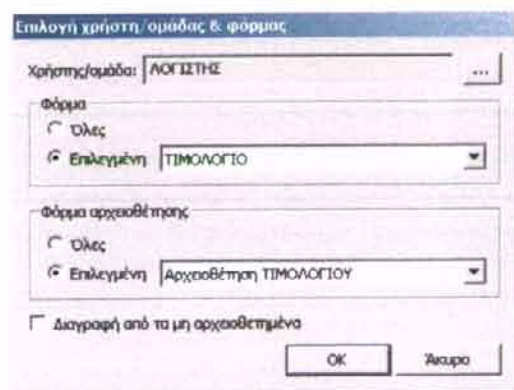 Επιλογή χρήστη/ομάδας & φόρμας
Χρήστης/ομάδα: ΛΟΓΙΣΤΗΣ ...
Φόρμα
Όλες
Επιλεγμένη ΤΙΜΟΛΟΓΙΟ
Φόρμα αρχειοθέτησης
Όλες
Επιλεγμένη Αρχειοθέτηση ΤΙΜΟΛΟΓΙΟΥ
Διαγραφή από τα μη αρχειοθετημένα
OK Άκυρο